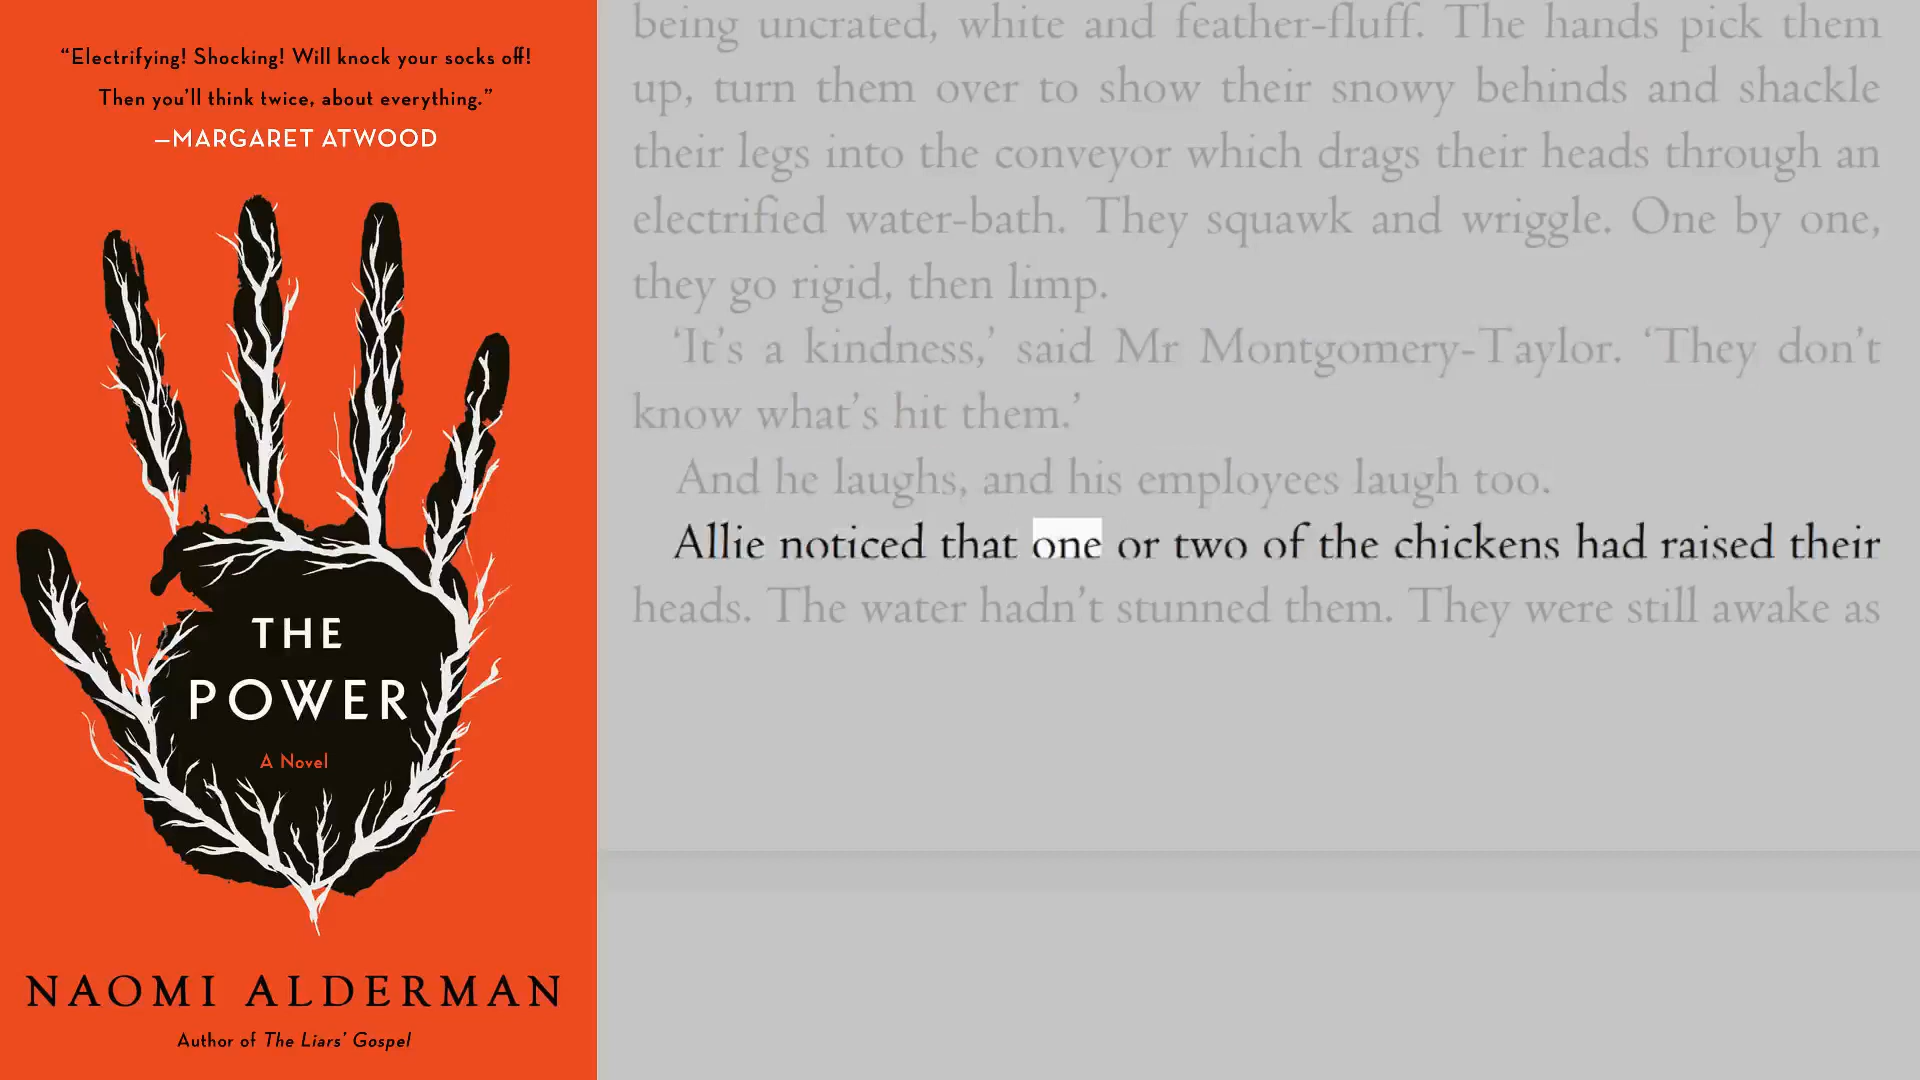 “Electrifying! Shocking! Will knock your socks off!
Then you’ll think twice, about everything.”
—MARGARET ATWOOD
THE
POWER
A Novel
NAOMI ALDERMAN
Author of The Liars’ Gospel
being uncrated, white and feather-fluff. The hands pick them
up, turn them over to show their snowy behinds and shackle
their legs into the conveyor which drags their heads through an
electrified water-bath. They squawk and wriggle. One by one,
they go rigid, then limp.
‘It’s a kindness,’ said Mr Montgomery-Taylor. ‘They don’t
know what’s hit them.’
And he laughs, and his employees laugh too.
Allie noticed that one or two of the chickens had raised their
heads. The water hadn’t stunned them. They were still awake as